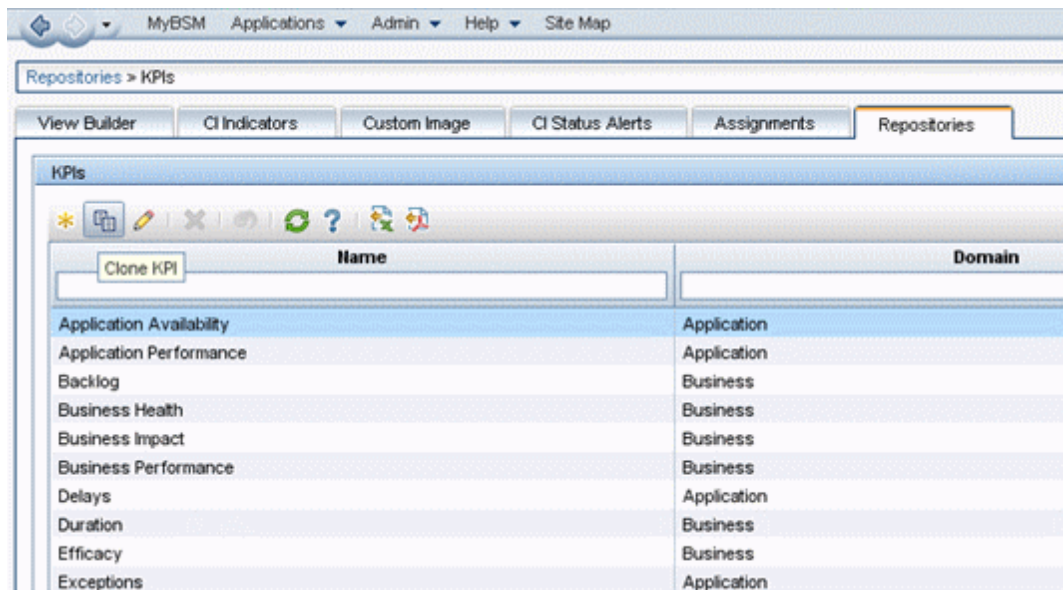 MyBSM Applications Admin Help Site Map
Repositories > KPIs
View Builder CI Indicators Custom Image CI Status Alerts Assignments Repositories
KPIs
?
Clone KPI
Name Domain
Application Availability Application
Application Performance Application
Backlog Business
Business Health Business
Business Impact Business
Business Performance Business
Delays Application
Duration Business
Efficacy Business
Exceptions Application